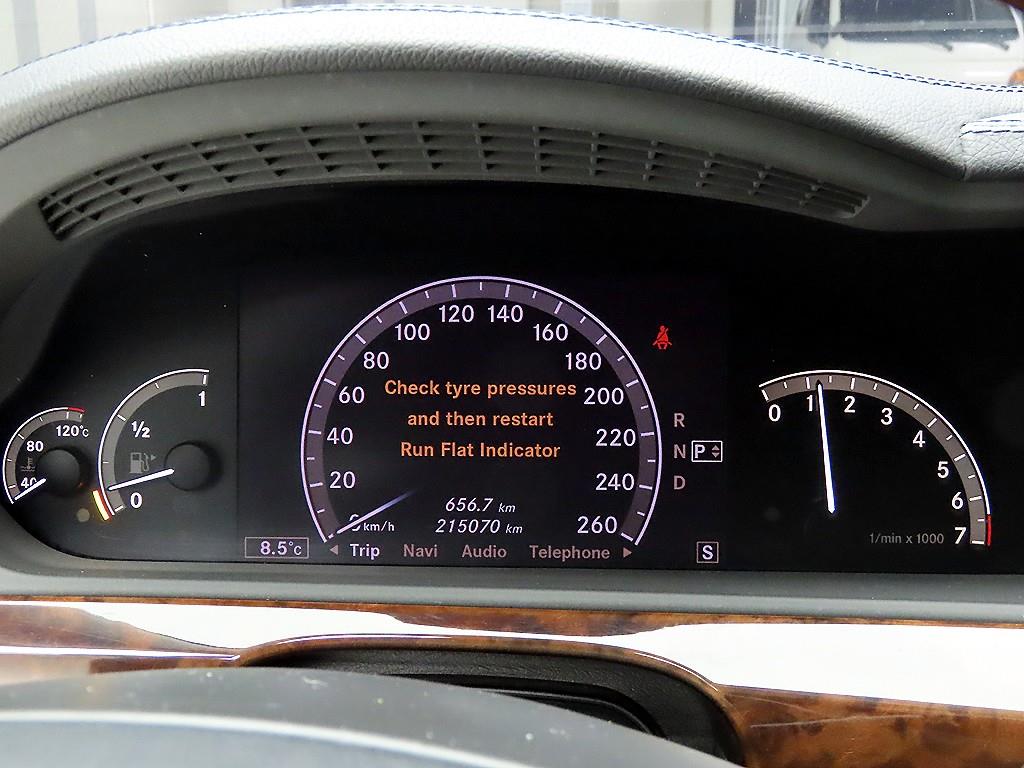 120°C
80
40
1
½
0
120 140
100 160
80 180
60 200
40 220
20 240
0 km/h 260
Check tyre pressures
and then restart
Run Flat Indicator
656.7 km
215070 km
8.5°C
Trip Navi Audio Telephone
R
N P
D
S
0 1 2 3 4 5 6 7
1/min x 1000